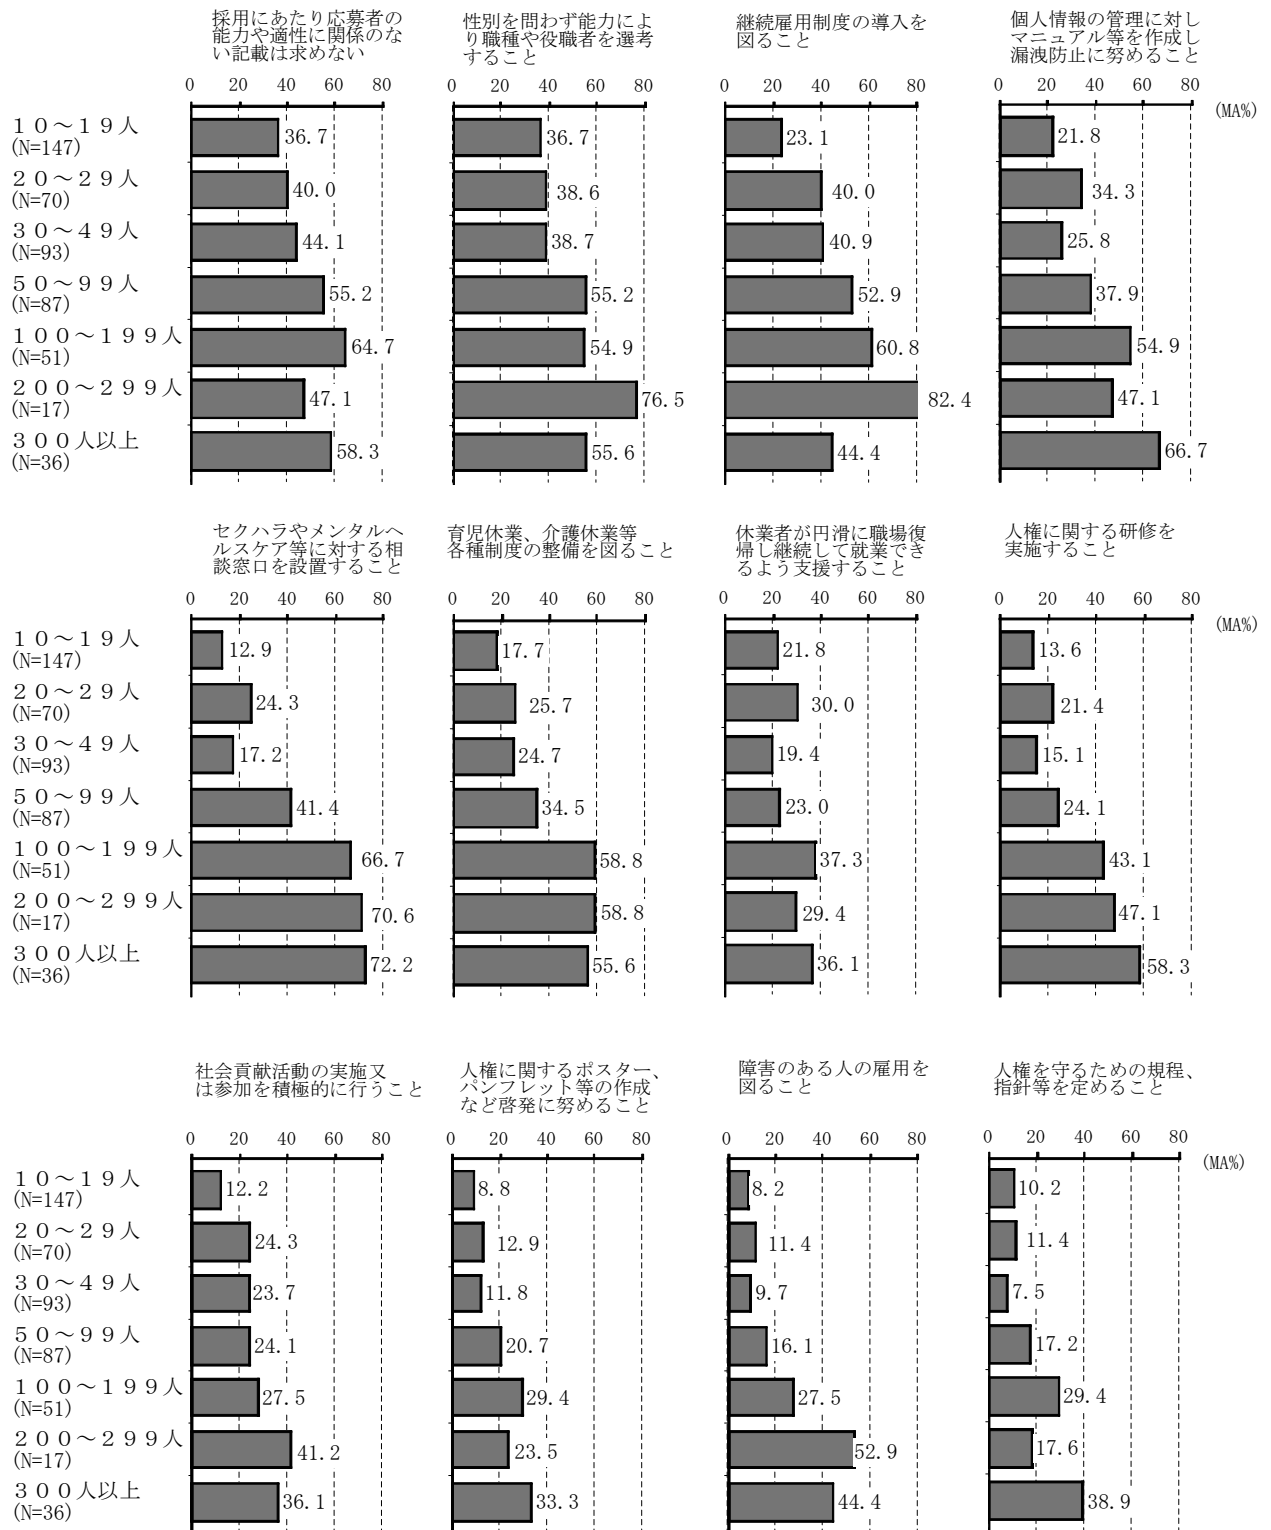 採用にあたり応募者の
能力や適性に関係のな
い記載は求めない
性別を問わず能力によ
り職種や役職者を選考
すること
継続雇用制度の導入を
図ること
個人情報の管理に対し
マニュアル等を作成し
漏洩防止に努めること
0 20 40 60 80
0 20 40 60 80
0 20 40 60 80
0 20 40 60 80
(MA%)
１０～１９人
(N=147)
36.7
36.7
23.1
21.8
２０～２９人
(N=70)
40.0
38.6
40.0
34.3
３０～４９人
(N=93)
44.1
38.7
40.9
25.8
５０～９９人
(N=87)
55.2
55.2
52.9
37.9
１００～１９９人
(N=51)
64.7
54.9
60.8
54.9
２００～２９９人
(N=17)
47.1
76.5
82.4
47.1
３００人以上
(N=36)
58.3
55.6
44.4
66.7
セクハラやメンタルヘ
ルスケア等に対する相
談窓口を設置すること
育児休業、介護休業等
各種制度の整備を図ること
休業者が円滑に職場復
帰し継続して就業でき
るよう支援すること
人権に関する研修を
実施すること
0 20 40 60 80
0 20 40 60 80
0 20 40 60 80
0 20 40 60 80
(MA%)
１０～１９人
(N=147)
12.9
17.7
21.8
13.6
２０～２９人
(N=70)
24.3
25.7
30.0
21.4
３０～４９人
(N=93)
17.2
24.7
19.4
15.1
５０～９９人
(N=87)
41.4
34.5
23.0
24.1
１００～１９９人
(N=51)
66.7
58.8
37.3
43.1
２００～２９９人
(N=17)
70.6
58.8
29.4
47.1
３００人以上
(N=36)
72.2
55.6
36.1
58.3
社会貢献活動の実施又
は参加を積極的に行うこと
人権に関するポスター、
パンフレット等の作成
など啓発に努めること
障害のある人の雇用を
図ること
人権を守るための規程、
指針等を定めること
0 20 40 60 80
0 20 40 60 80
0 20 40 60 80
0 20 40 60 80
(MA%)
１０～１９人
(N=147)
12.2
8.8
8.2
10.2
２０～２９人
(N=70)
24.3
12.9
11.4
11.4
３０～４９人
(N=93)
23.7
11.8
9.7
7.5
５０～９９人
(N=87)
24.1
20.7
16.1
17.2
１００～１９９人
(N=51)
27.5
29.4
27.5
29.4
２００～２９９人
(N=17)
41.2
23.5
52.9
17.6
３００人以上
(N=36)
36.1
33.3
44.4
38.9